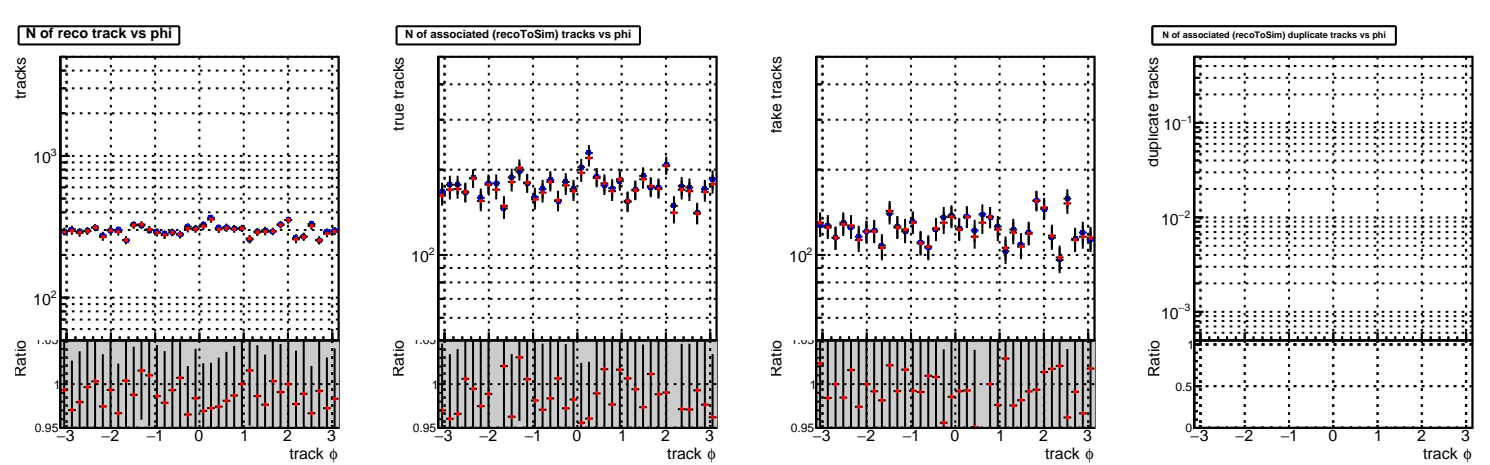 N of reco track vs phi
tracks
10³
10²
Ratio
1
0.95
−3 −2 −1 0 1 2 3
track ϕ
N of associated (recoToSim) tracks vs phi
true tracks
10²
Ratio
1
0.95
−3 −2 −1 0 1 2 3
track ϕ
fake tracks
10²
Ratio
1
0.95
−3 −2 −1 0 1 2 3
track ϕ
N of associated (recoToSim) duplicate tracks vs phi
duplicate tracks
10⁻¹
10⁻²
10⁻³
Ratio
1
0.5
0
−3 −2 −1 0 1 2 3
track ϕ